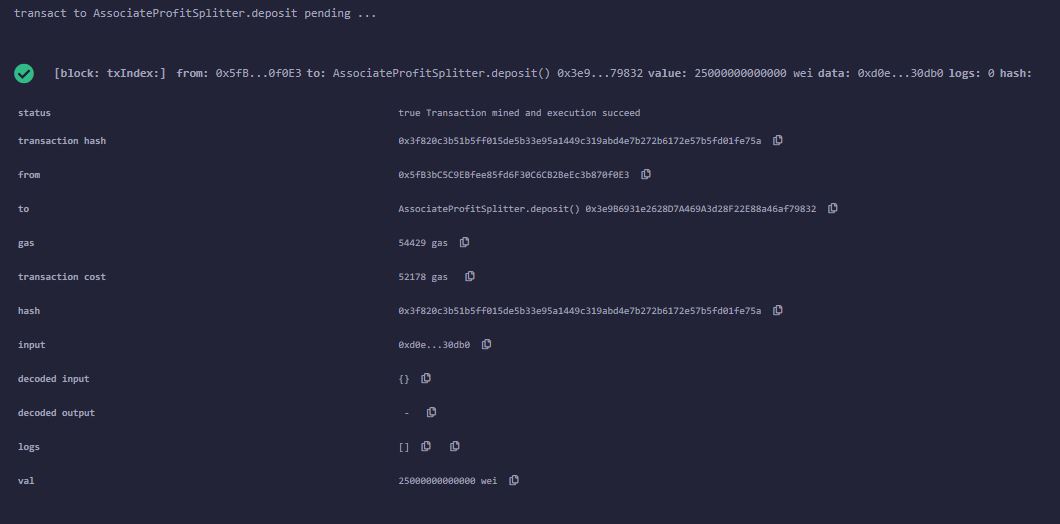 transact to AssociateProfitSplitter.deposit pending ...
[block: txIndex:] from: 0x5fB...0f0E3 to: AssociateProfitSplitter.deposit() 0x3e9...79832 value: 25000000000000 wei data: 0xd0e...30db0 logs: 0 hash:
status true Transaction mined and execution succeed
transaction hash 0x3f820c3b51b5ff015de5b33e95a1449c319abd4e7b272b6172e57b5fd01fe75a
from 0x5fB3bC5C9EBfee85fd6F30C6CB2BeEc3b870f0E3
to AssociateProfitSplitter.deposit() 0x3e9B6931e2628D7A469A3d28F22E88a46af79832
gas 54429 gas
transaction cost 52178 gas
hash 0x3f820c3b51b5ff015de5b33e95a1449c319abd4e7b272b6172e57b5fd01fe75a
input 0xd0e...30db0
decoded input {}
decoded output -
logs []
val 25000000000000 wei